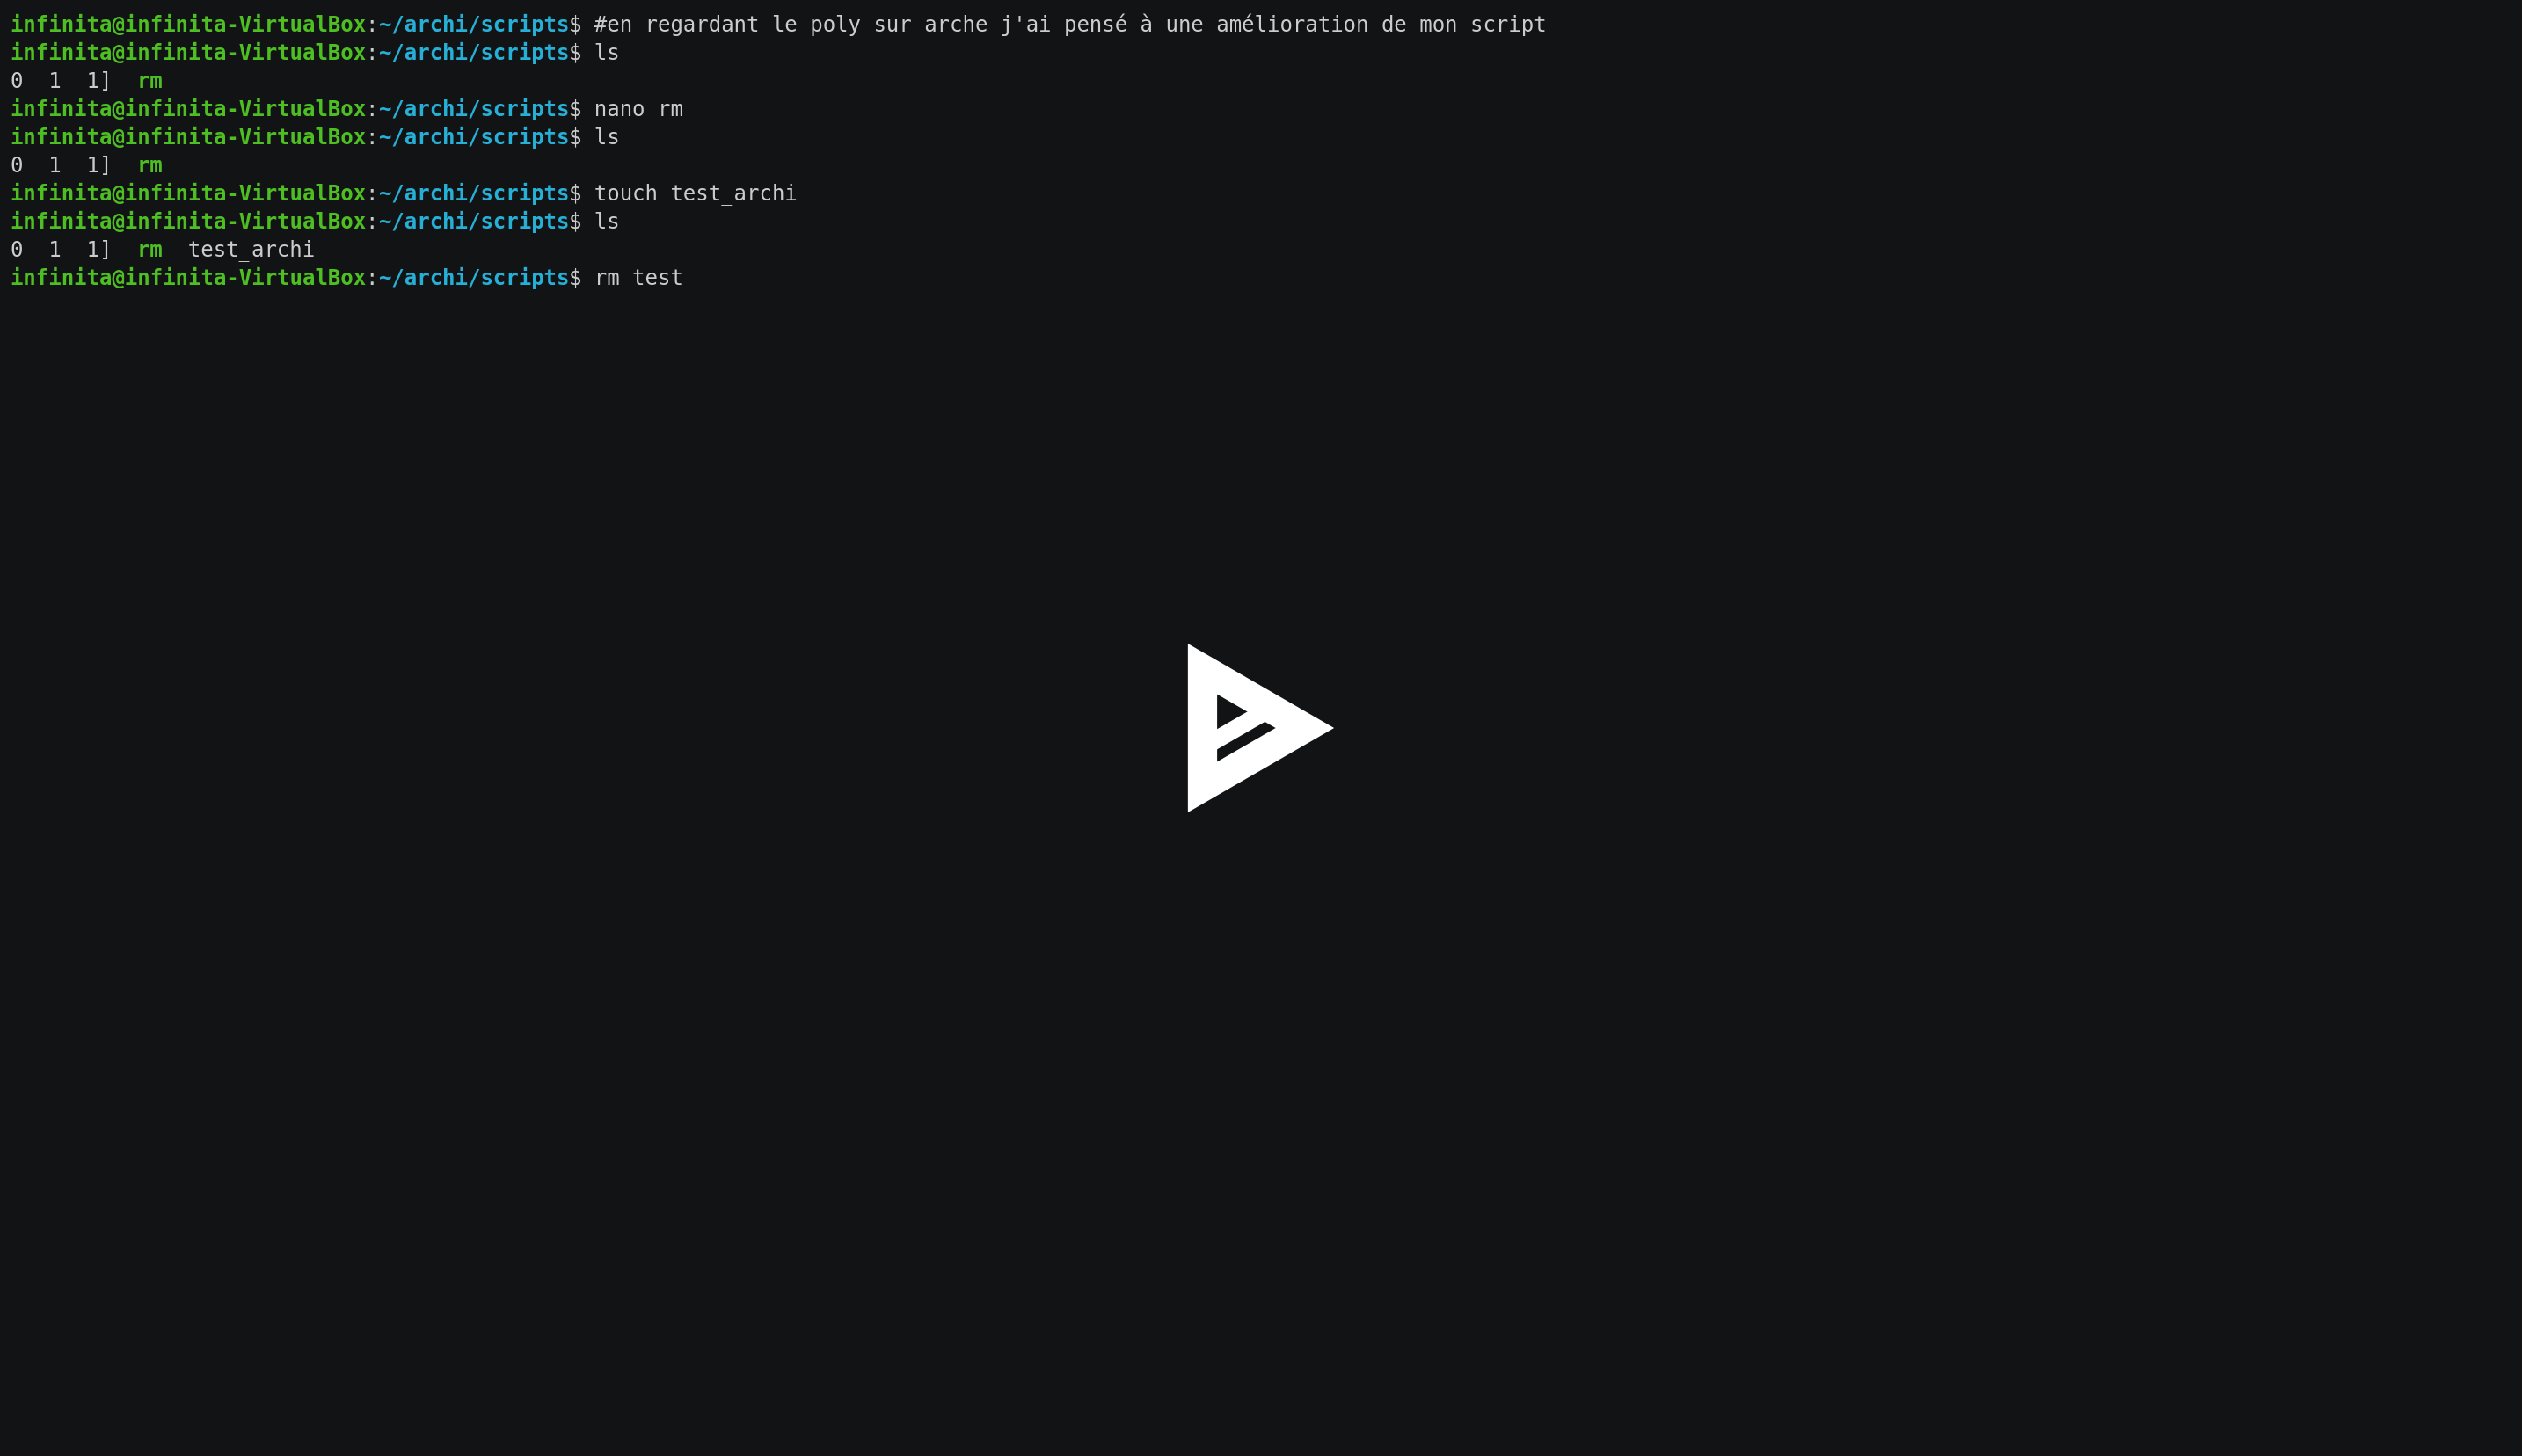 infinita@infinita-VirtualBox:~/archi/scripts$ #en regardant le poly sur arche j'ai pensé à une amélioration de mon script
infinita@infinita-VirtualBox:~/archi/scripts$ ls
0  1  1]  rm
infinita@infinita-VirtualBox:~/archi/scripts$ nano rm
infinita@infinita-VirtualBox:~/archi/scripts$ ls
0  1  1]  rm
infinita@infinita-VirtualBox:~/archi/scripts$ touch test_archi
infinita@infinita-VirtualBox:~/archi/scripts$ ls
0  1  1]  rm  test_archi
infinita@infinita-VirtualBox:~/archi/scripts$ rm test